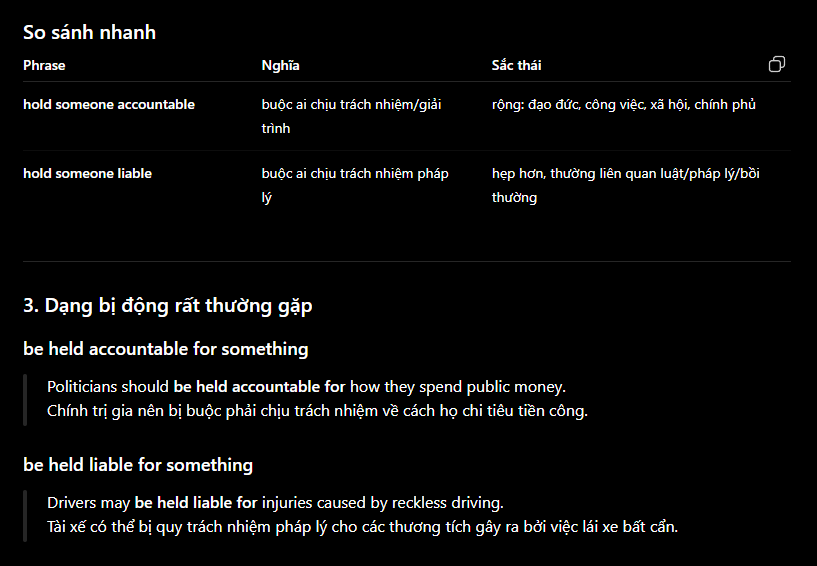 So sánh nhanh
Phrase Nghĩa Sắc thái
hold someone accountable buộc ai chịu trách nhiệm/giải trình rộng: đạo đức, công việc, xã hội, chính phủ
hold someone liable buộc ai chịu trách nhiệm pháp lý hẹp hơn, thường liên quan luật/pháp lý/bồi thường
3. Dạng bị động rất thường gặp
be held accountable for something
Politicians should be held accountable for how they spend public money.
Chính trị gia nên bị buộc phải chịu trách nhiệm về cách họ chi tiêu tiền công.
be held liable for something
Drivers may be held liable for injuries caused by reckless driving.
Tài xế có thể bị quy trách nhiệm pháp lý cho các thương tích gây ra bởi việc lái xe bất cẩn.